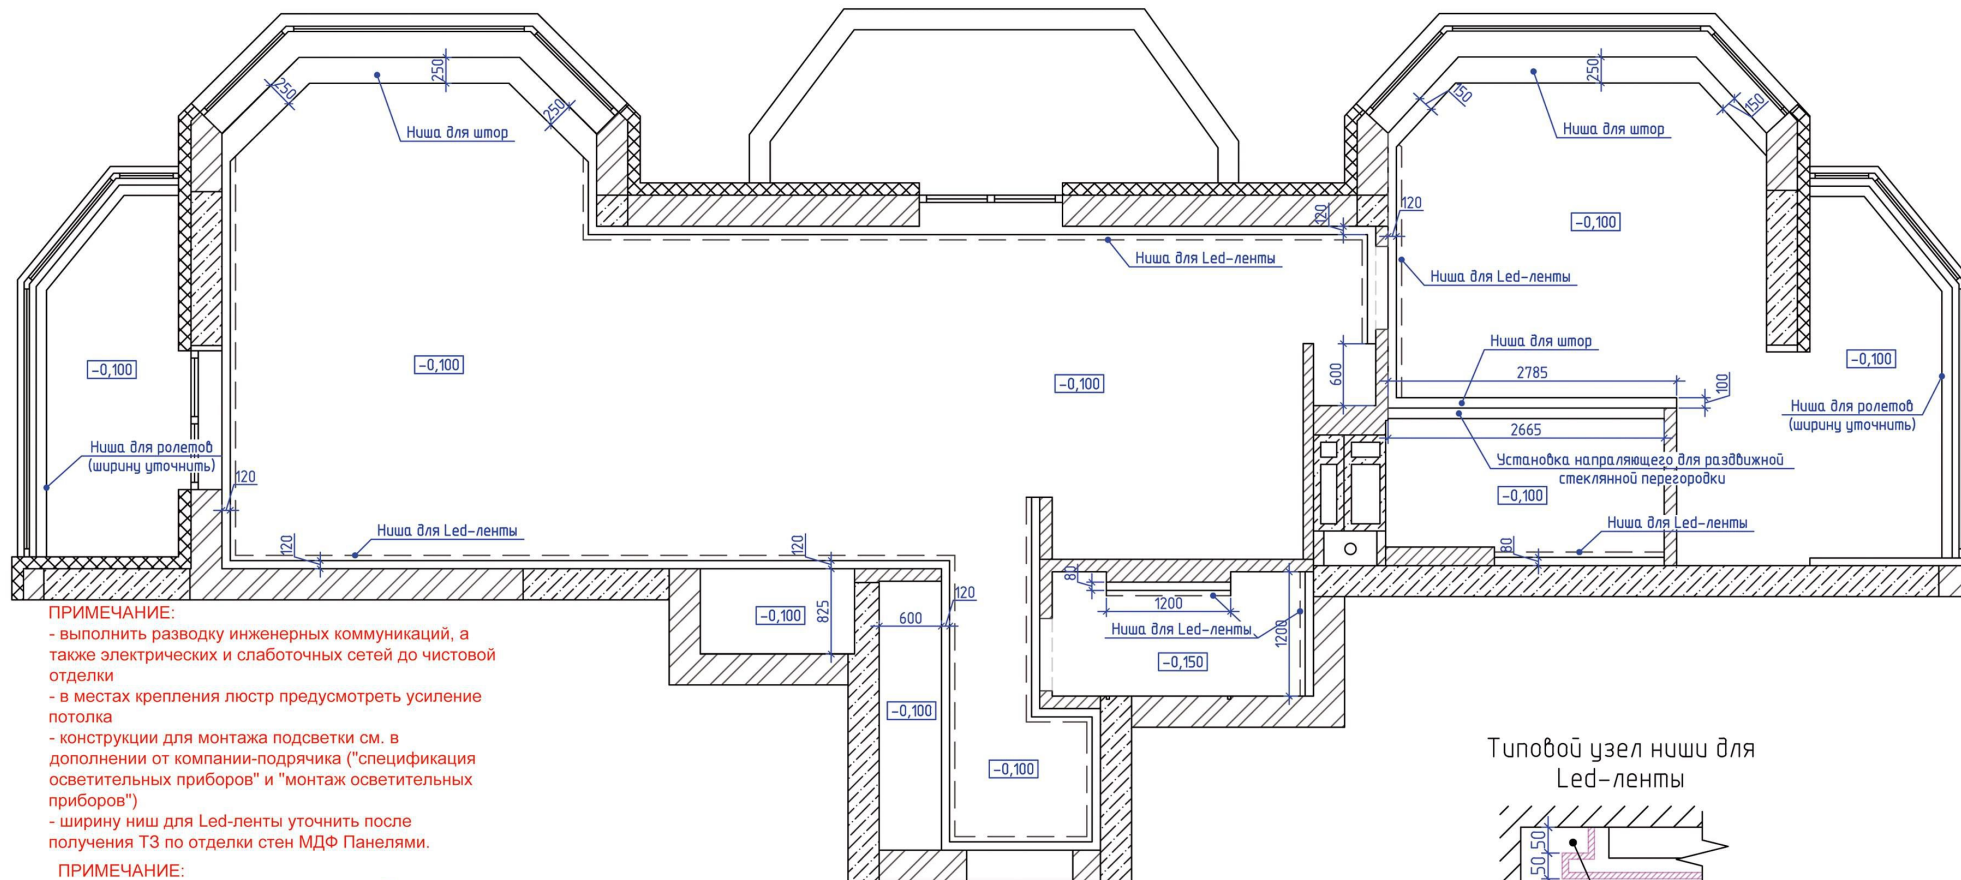 250
250
250
Ниша для штор
250
150
150
Ниша для штор
120
120
-0,100
Ниша для Led-ленты
Ниша для Led-ленты
-0,100
-0,100
-0,100
-0,100
Ниша для штор
600
2785
100
Ниша для ролетов
(ширину уточнить)
2665
Ниша для ролетов
(ширину уточнить)
Установка напраляющего для раздвижной
стеклянной перегородки
120
-0,100
Ниша для Led-ленты
Ниша для Led-ленты
120
120
80
80
120
1200
600
825
-0,100
Ниша для Led-ленты
1200
-0,150
-0,100
-0,100
ПРИМЕЧАНИЕ:
- выполнить разводку инженерных коммуникаций, а
также электрических и слаботочных сетей до чистовой
отделки
- в местах крепления люстр предусмотреть усиление
потолка
- конструкции для монтажа подсветки см. в
дополнении от компании-подрячика ("спецификация
осветительных приборов" и "монтаж осветительных
приборов")
- ширину ниш для Led-ленты уточнить после
получения ТЗ по отделки стен МДФ Панелями.
ПРИМЕЧАНИЕ:
Типовой узел ниши для
Led-ленты
50
50